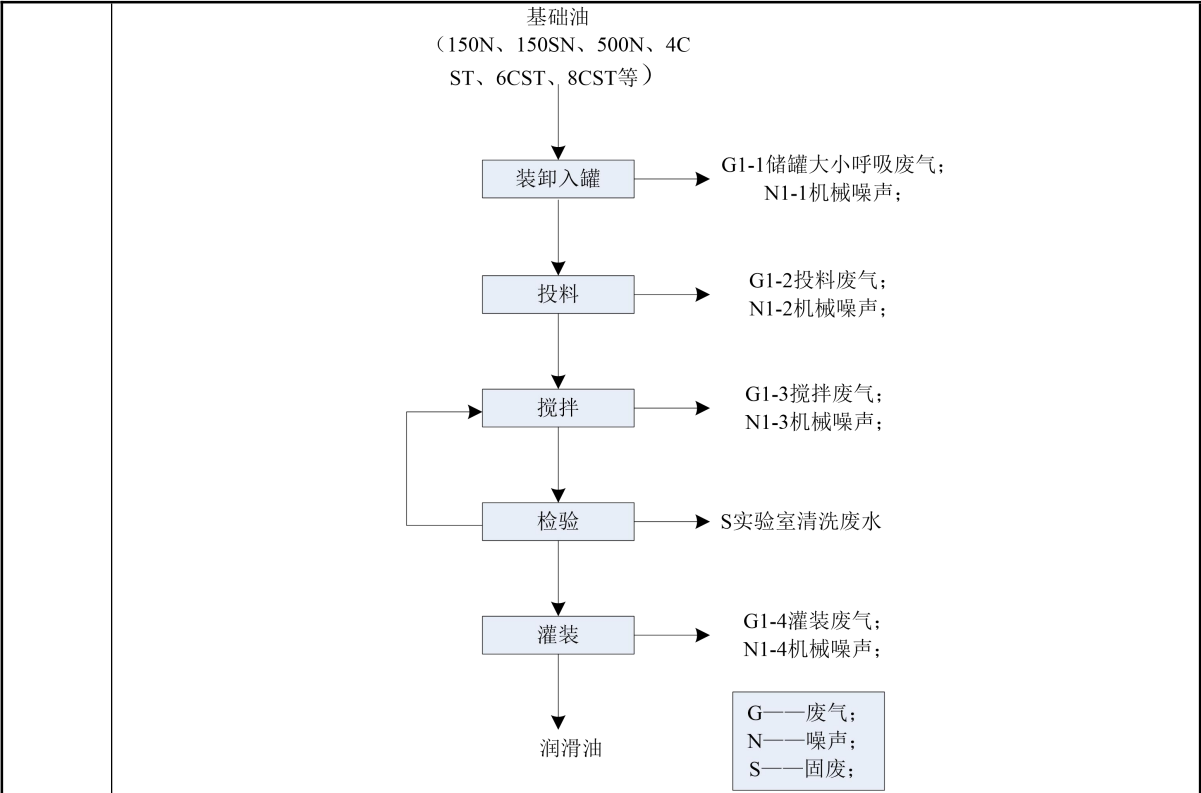 基础油
（150N、150SN、500N、4C
ST、6CST、8CST等）
装卸入罐
G1-1储罐大小呼吸废气；
N1-1机械噪声；
投料
G1-2投料废气；
N1-2机械噪声；
搅拌
G1-3搅拌废气；
N1-3机械噪声；
检验
S实验室清洗废水
灌装
G1-4灌装废气；
N1-4机械噪声；
润滑油
G——废气；
N——噪声；
S——固废；